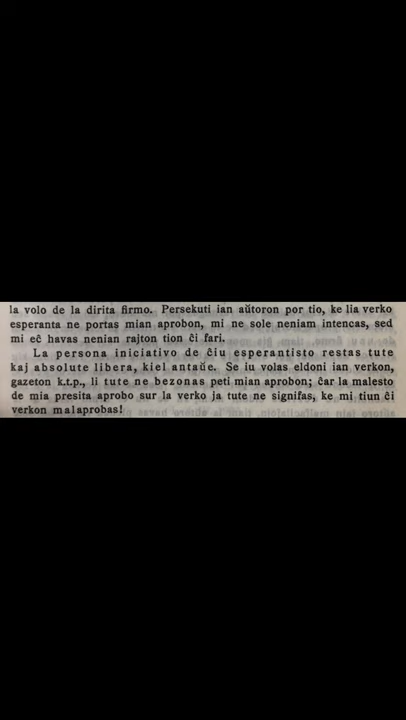 la volo de la dirita firmo. Persekuti ian aŭtoron por tio, ke lia verko
esperanta ne portas mian aprobon, mi ne sole neniam intencas, sed
mi eĉ havas nenian rajton tion ĉi fari.
La persona iniciativo de ĉiu esperantisto restas tute
kaj absolute libera, kiel antaŭe. Se iu volas eldoni ian verkon,
gazeton k.t.p., li tute ne bezonas peti mian aprobon; ĉar la malesto
de mia presita aprobo sur la verko ja tute ne signifas, ke mi tiun ĉi
verkon malaprobas!